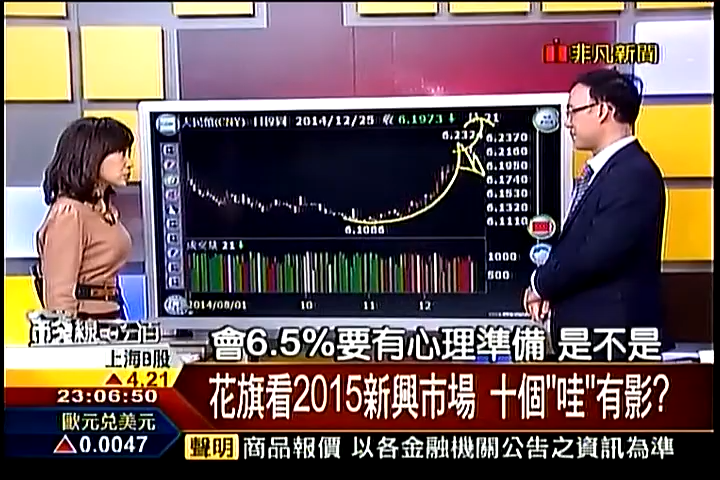 非凡新聞
人民幣(CNY) 日線圖 2014/12/25 收 6.1973↓
6.2324
6.2370
6.2160
6.1950
6.1740
6.1530
6.1320
6.1110
6.1086
成交量 21↓
1000
500
2014/08/01 10 11 12
會6.5%要有心理準備 是不是
上海B股
▲4.21
23:06:50
花旗看2015新興市場 十個"哇"有影?
歐元兌美元
▲0.0047
聲明 商品報價 以各金融機關公告之資訊為準